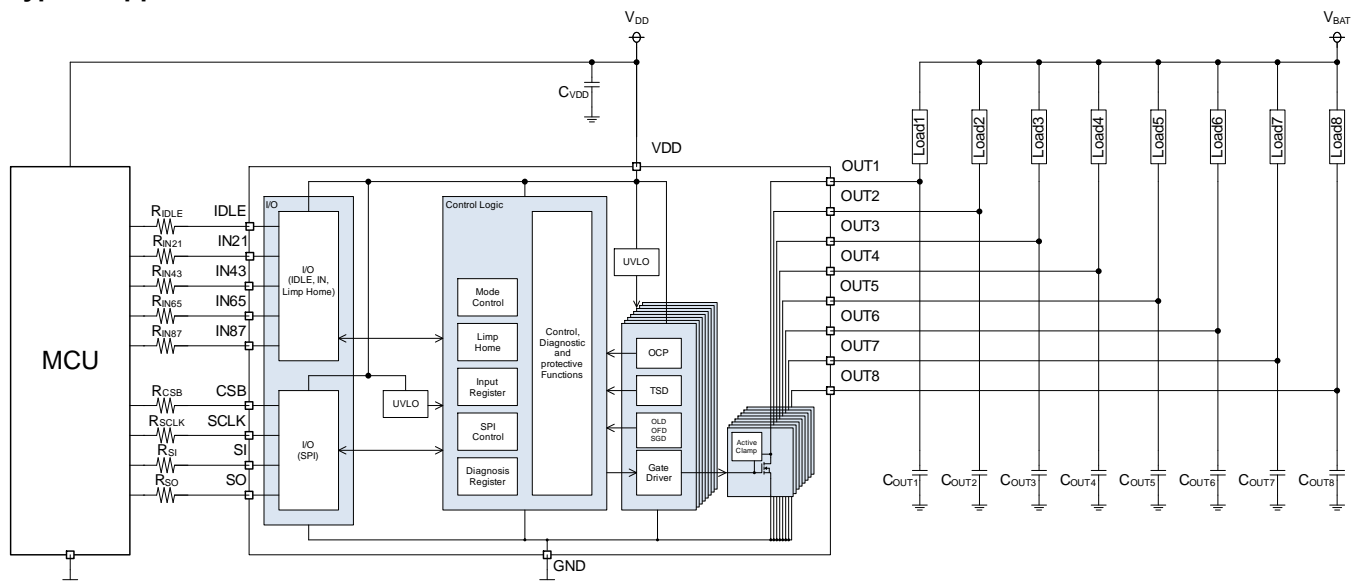 VDD
VBAT
CVDD
VDD
MCU
RIDLE
IDLE
RIN21
IN21
RIN43
IN43
RIN65
IN65
RIN87
IN87
RCSB
CSB
RSCLK
SCLK
RSI
SI
RSO
SO
I/O
I/O
(IDLE, IN,
Limp Home)
I/O
(SPI)
UVLO
Control Logic
Mode
Control
Limp
Home
Input
Register
SPI
Control
Diagnosis
Register
Control,
Diagnostic
and
protective
Functions
UVLO
OCP
TSD
OLD
OFD
SGD
Gate
Driver
Active
Clamp
GND
OUT1
OUT2
OUT3
OUT4
OUT5
OUT6
OUT7
OUT8
Load1
Load2
Load3
Load4
Load5
Load6
Load7
Load8
COUT1
COUT2
COUT3
COUT4
COUT5
COUT6
COUT7
COUT8